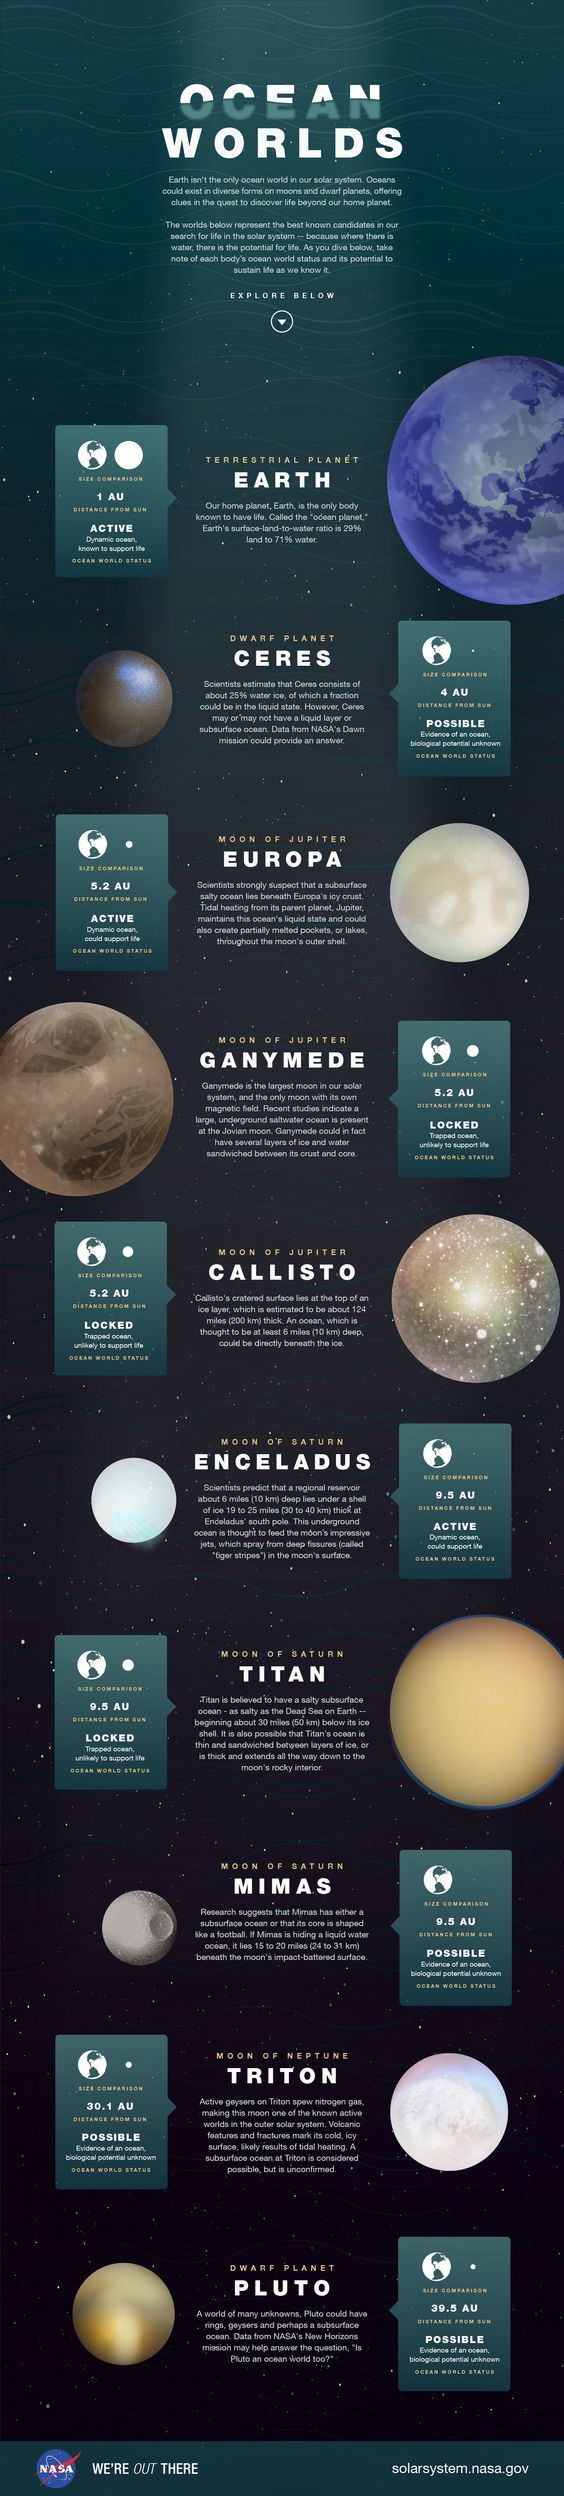 OCEAN
WORLDS
Earth isn't the only ocean world in our solar system. Oceans
could exist in diverse forms on moons and dwarf planets, offering
clues in the quest to discover life beyond our home planet.
The worlds below represent the best known candidates in our
search for life in the solar system -- because where there is
water, there is the potential for life. As you dive below, take
note of each body's ocean world status and its potential to
sustain life as we know it.
EXPLORE BELOW
SIZE COMPARISON
1 AU
DISTANCE FROM SUN
ACTIVE
Dynamic ocean,
known to support life
OCEAN WORLD STATUS
TERRESTRIAL PLANET
EARTH
Our home planet, Earth, is the only body
known to have life. Called the "ocean planet,"
Earth's surface-land-to-water ratio is 29%
land to 71% water.
DWARF PLANET
CERES
Scientists estimate that Ceres consists of
about 25% water ice, of which a fraction
could be in the liquid state. However, Ceres
may or may not have a liquid layer or
subsurface ocean. Data from NASA's Dawn
mission could provide an answer.
SIZE COMPARISON
4 AU
DISTANCE FROM SUN
POSSIBLE
Evidence of an ocean,
biological potential unknown
OCEAN WORLD STATUS
SIZE COMPARISON
5.2 AU
DISTANCE FROM SUN
ACTIVE
Dynamic ocean,
could support life
OCEAN WORLD STATUS
MOON OF JUPITER
EUROPA
Scientists strongly suspect that a subsurface
salty ocean lies beneath Europa's icy crust.
Tidal heating from its parent planet, Jupiter,
maintains this ocean's liquid state and could
also create partially melted pockets, or lakes,
throughout the moon's outer shell.
MOON OF JUPITER
GANYMEDE
Ganymede is the largest moon in our solar
system, and the only moon with its own
magnetic field. Recent studies indicate a
large, underground saltwater ocean is present
at the Jovian moon. Ganymede could in fact
have several layers of ice and water
sandwiched between its crust and core.
SIZE COMPARISON
5.2 AU
DISTANCE FROM SUN
LOCKED
Trapped ocean,
unlikely to support life
OCEAN WORLD STATUS
SIZE COMPARISON
5.2 AU
DISTANCE FROM SUN
LOCKED
Trapped ocean,
unlikely to support life
OCEAN WORLD STATUS
MOON OF JUPITER
CALLISTO
Callisto's cratered surface lies at the top of an
ice layer, which is estimated to be about 124
miles (200 km) thick. An ocean, which is
thought to be at least 6 miles (10 km) deep,
could be directly beneath the ice.
MOON OF SATURN
ENCELADUS
Scientists predict that a regional reservoir
about 6 miles (10 km) deep lies under a shell
of ice 19 to 25 miles (30 to 40 km) thick at
Enceladus' south pole. This underground
ocean is thought to feed the moon's impressive
jets, which spray from deep fissures (called
"tiger stripes") in the moon's surface.
SIZE COMPARISON
9.5 AU
DISTANCE FROM SUN
ACTIVE
Dynamic ocean,
could support life
OCEAN WORLD STATUS
SIZE COMPARISON
9.5 AU
DISTANCE FROM SUN
LOCKED
Trapped ocean,
unlikely to support life
OCEAN WORLD STATUS
MOON OF SATURN
TITAN
Titan is believed to have a salty subsurface
ocean - as salty as the Dead Sea on Earth --
beginning about 30 miles (50 km) below its ice
shell. It is also possible that Titan's ocean is
thin and sandwiched between layers of ice, or
is thick and extends all the way down to the
moon's rocky interior.
MOON OF SATURN
MIMAS
Research suggests that Mimas has either a
subsurface ocean or that its core is shaped
like a football. If Mimas is hiding a liquid water
ocean, it lies 15 to 20 miles (24 to 31 km)
beneath the moon's impact-battered surface.
SIZE COMPARISON
9.5 AU
DISTANCE FROM SUN
POSSIBLE
Evidence of an ocean,
biological potential unknown
OCEAN WORLD STATUS
SIZE COMPARISON
30.1 AU
DISTANCE FROM SUN
POSSIBLE
Evidence of an ocean,
biological potential unknown
OCEAN WORLD STATUS
MOON OF NEPTUNE
TRITON
Active geysers on Triton spew nitrogen gas,
making this moon one of the known active
worlds in the outer solar system. Volcanic
features and fractures mark its cold, icy
surface, likely results of tidal heating. A
subsurface ocean at Triton is considered
possible, but is unconfirmed.
DWARF PLANET
PLUTO
A world of many unknowns, Pluto could have
rings, geysers and perhaps a subsurface
ocean. Data from NASA's New Horizons
mission may help answer the question, "Is
Pluto an ocean world too?"
SIZE COMPARISON
39.5 AU
DISTANCE FROM SUN
POSSIBLE
Evidence of an ocean,
biological potential unknown
OCEAN WORLD STATUS
NASA
WE'RE OUT THERE
solarsystem.nasa.gov